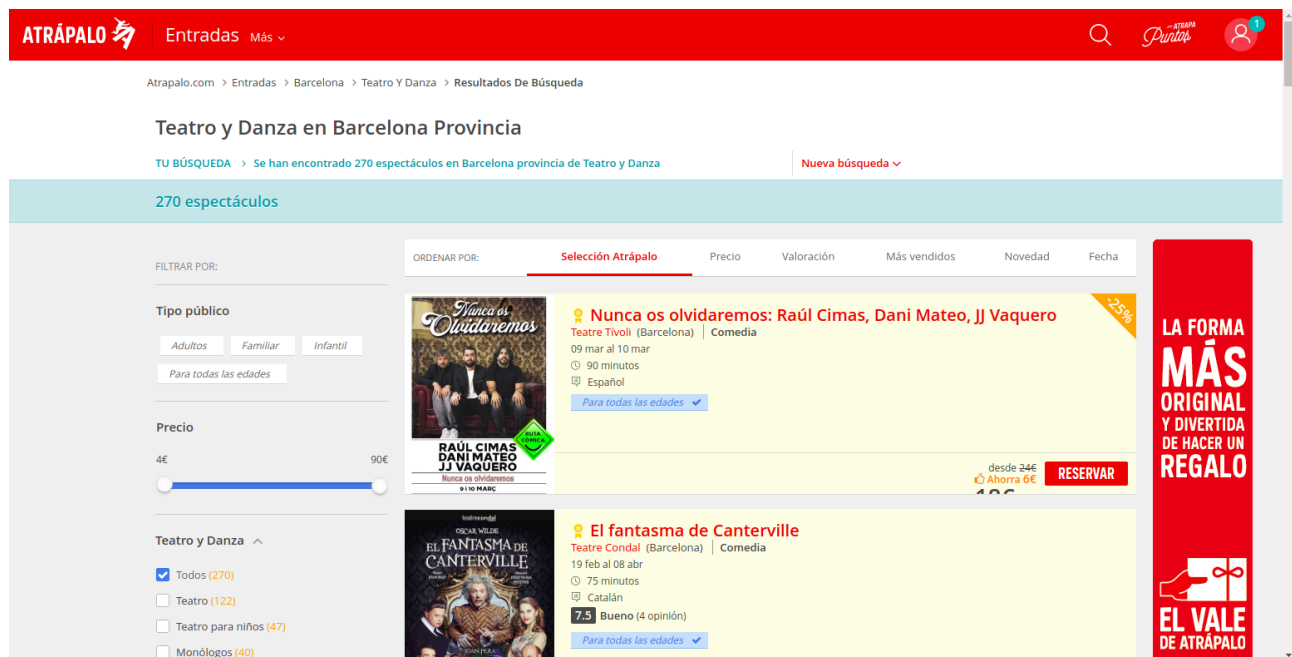 ATRÁPALO Entradas Más ATRAPA Puntos 1
Atrapalo.com > Entradas > Barcelona > Teatro Y Danza > Resultados De Búsqueda
Teatro y Danza en Barcelona Provincia
TU BÚSQUEDA > Se han encontrado 270 espectáculos en Barcelona provincia de Teatro y Danza
Nueva búsqueda
270 espectáculos
FILTRAR POR:
Tipo público
Adultos Familiar Infantil
Para todas las edades
Precio
4€ 90€
Teatro y Danza
Todos (270)
Teatro (122)
Teatro para niños (47)
Monólogos (40)
ORDENAR POR: Selección Atrápalo Precio Valoración Más vendidos Novedad Fecha
Nunca os
Olvidaremos
RUTA
CÓMICA
RAÚL CIMAS
DANI MATEO
JJ VAQUERO
Nunca os olvidaremos
9 I 10 MARÇ
Nunca os olvidaremos: Raúl Cimas, Dani Mateo, JJ Vaquero
-25%
Teatre Tívoli (Barcelona) | Comedia
09 mar al 10 mar
90 minutos
Español
Para todas las edades
desde 24€
Ahorra 6€
18€
RESERVAR
teatrecondal
OSCAR WILDE
EL FANTASMA DE
CANTERVILLE
JOAN PERA
El fantasma de Canterville
Teatre Condal (Barcelona) | Comedia
19 feb al 08 abr
75 minutos
Catalán
7.5 Bueno (4 opinión)
Para todas las edades
LA FORMA
MÁS
ORIGINAL
Y DIVERTIDA
DE HACER UN
REGALO
EL VALE
DE ATRÁPALO